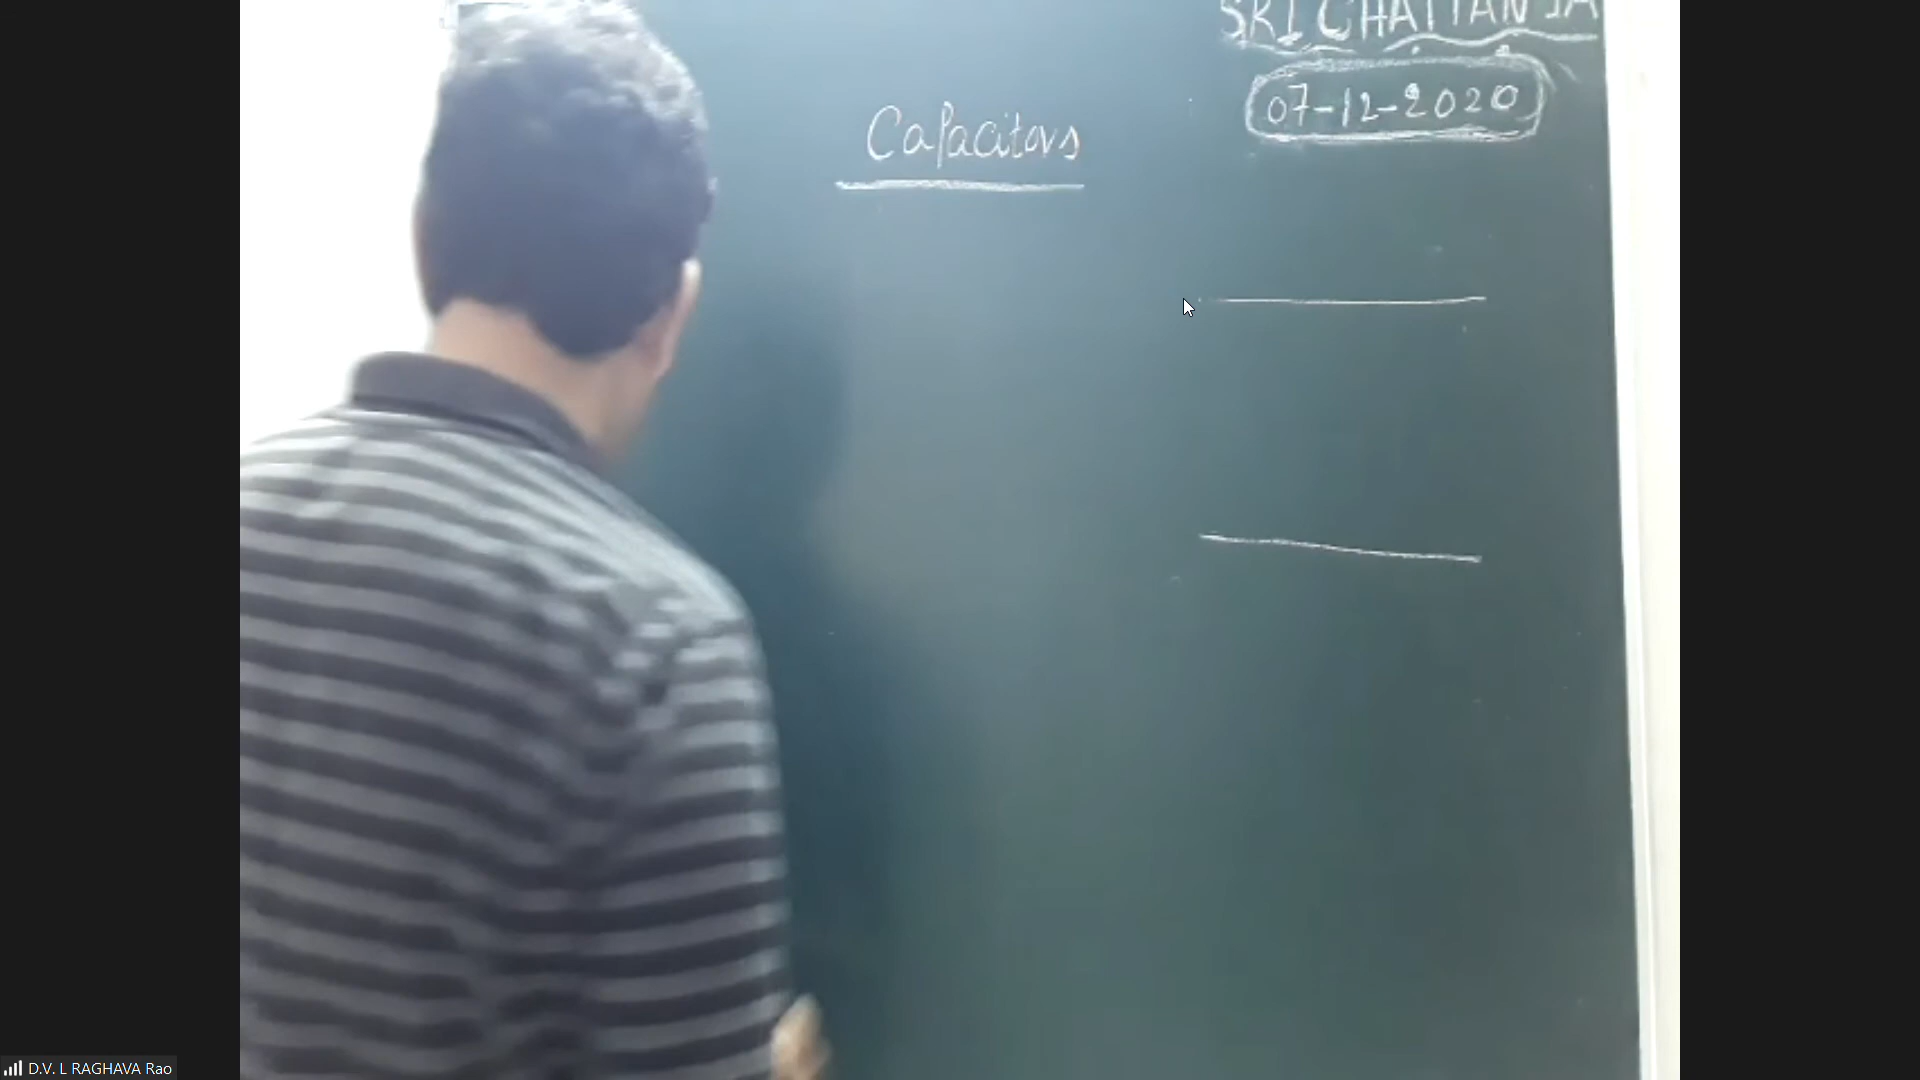 SRI CHAITANYA
07-12-2020
Capacitors
D.V. L RAGHAVA Rao